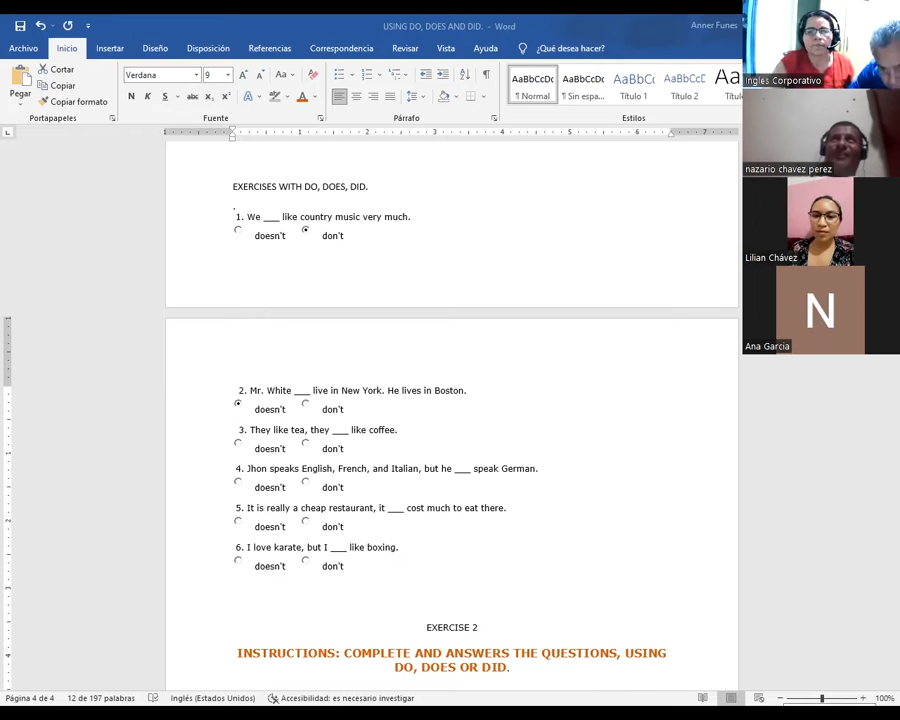 USING DO, DOES AND DID. - Word
Anner Funes
Archivo Inicio Insertar Diseño Disposición Referencias Correspondencia Revisar Vista Ayuda ¿Qué desea hacer?
Pegar
Cortar
Copiar
Copiar formato
Verdana 9
N K S abc x₂ x² A
AaBbCcDc AaBbCcDc AaBbCc AaBbCcC
¶ Normal ¶ Sin espa... Título 1 Título 2 Título
Portapapeles Fuente Párrafo Estilos
EXERCISES WITH DO, DOES, DID.
.
1. We ___ like country music very much.
doesn't don't
2. Mr. White ___ live in New York. He lives in Boston.
doesn't don't
3. They like tea, they ___ like coffee.
doesn't don't
4. Jhon speaks English, French, and Italian, but he ___ speak German.
doesn't don't
5. It is really a cheap restaurant, it ___ cost much to eat there.
doesn't don't
6. I love karate, but I ___ like boxing.
doesn't don't
EXERCISE 2
INSTRUCTIONS: COMPLETE AND ANSWERS THE QUESTIONS, USING
DO, DOES OR DID.
Página 4 de 4 12 de 197 palabras Inglés (Estados Unidos) Accesibilidad: es necesario investigar 100%
Ingles Corporativo
nazario chavez perez
Lilian Chávez
N
Ana Garcia